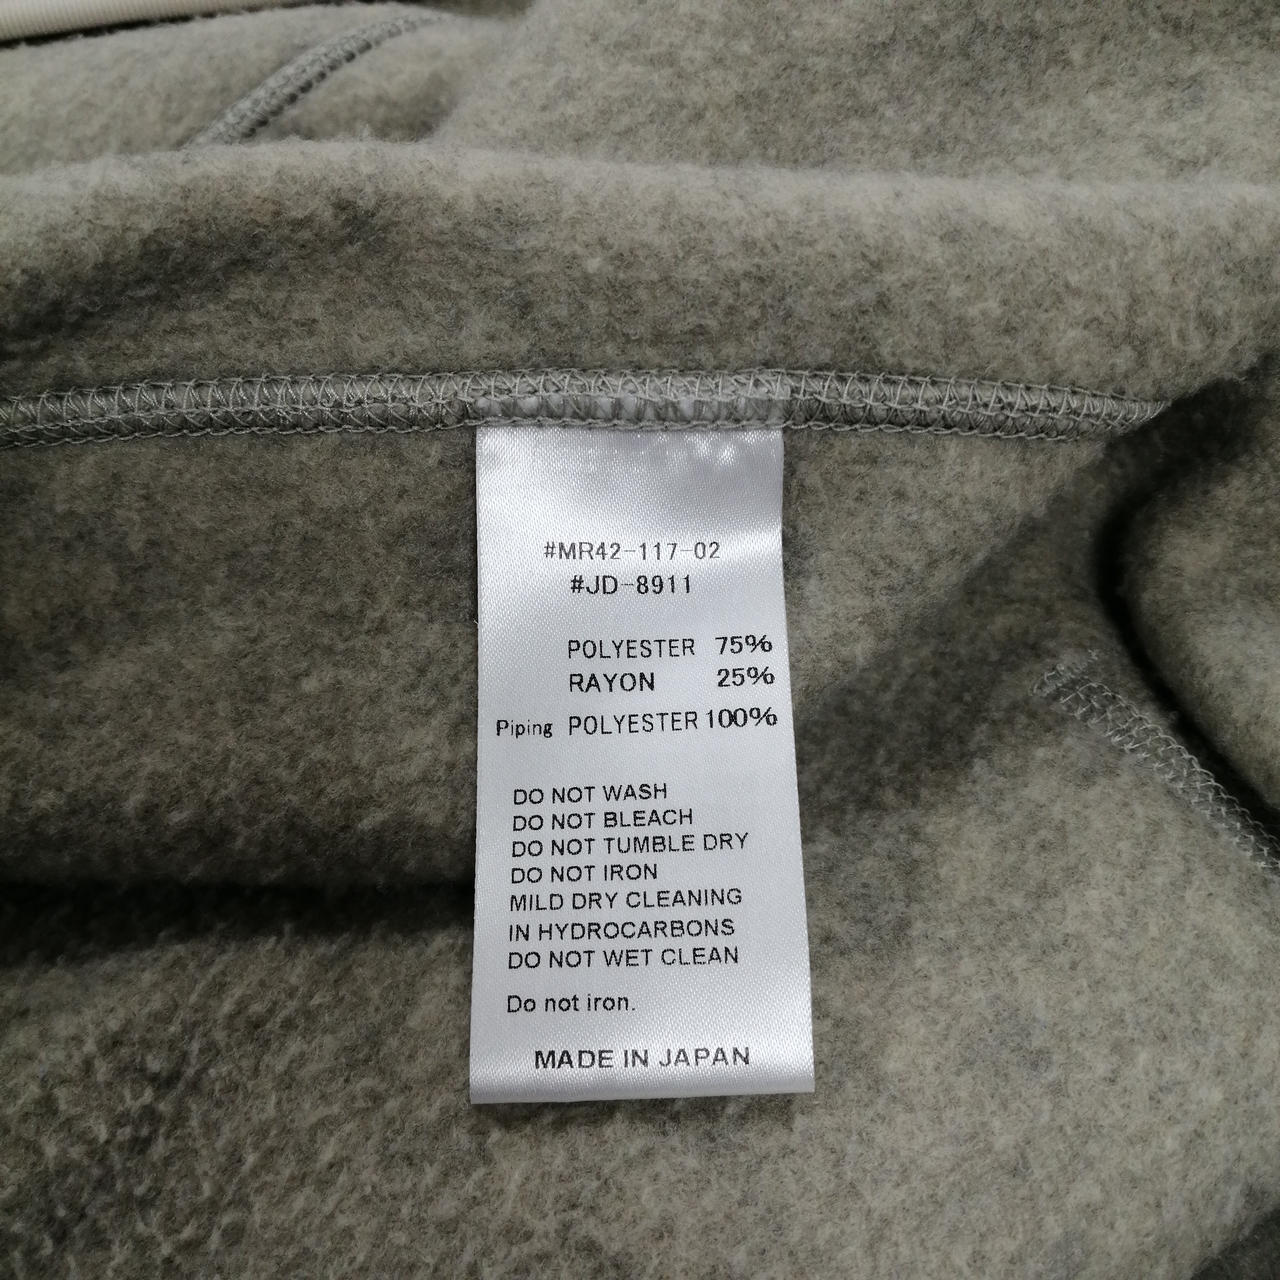 #MR42-117-02
#JD-8911
POLYESTER 75%
RAYON 25%
Piping POLYESTER 100%
DO NOT WASH
DO NOT BLEACH
DO NOT TUMBLE DRY
DO NOT IRON
MILD DRY CLEANING
IN HYDROCARBONS
DO NOT WET CLEAN
Do not iron.
MADE IN JAPAN